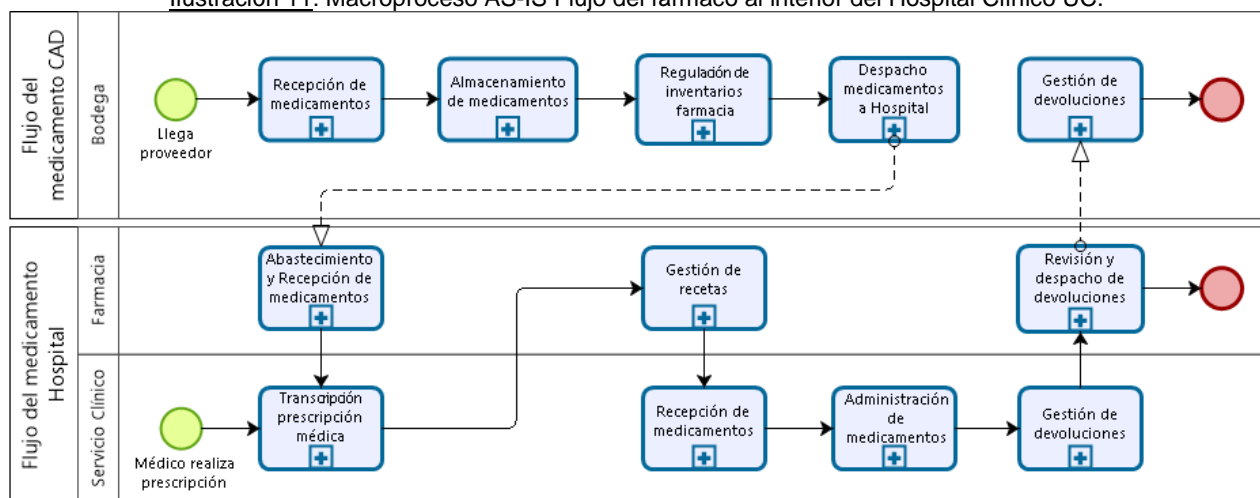 Ilustración 11: Macroproceso AS-IS Flujo del fármaco al interior del Hospital Clínico UC.
Flujo del
medicamento CAD
Bodega
Llega
proveedor
Recepción de
medicamentos
Almacenamiento
de medicamentos
Regulación de
inventarios
farmacia
Despacho
medicamentos
a Hospital
Gestión de
devoluciones
Flujo del medicamento
Hospital
Farmacia
Abastecimiento
y Recepción de
medicamentos
Gestión de
recetas
Revisión y
despacho de
devoluciones
Servicio Clínico
Médico realiza
prescripción
Transcripción
prescripción
médica
Recepción de
medicamentos
Administración
de
medicamentos
Gestión de
devoluciones